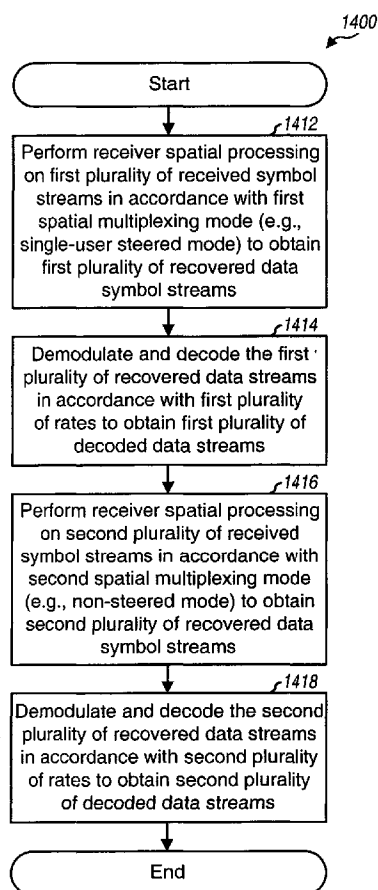 1400
Start
1412
Perform receiver spatial processing
on first plurality of received symbol
streams in accordance with first
spatial multiplexing mode (e.g.,
single-user steered mode) to obtain
first plurality of recovered data
symbol streams
1414
Demodulate and decode the first
plurality of recovered data streams
in accordance with first plurality
of rates to obtain first plurality of
decoded data streams
1416
Perform receiver spatial processing
on second plurality of received
symbol streams in accordance with
second spatial multiplexing mode
(e.g., non-steered mode) to obtain
second plurality of recovered data
symbol streams
1418
Demodulate and decode the second
plurality of recovered data streams
in accordance with second plurality
of rates to obtain second plurality
of decoded data streams
End